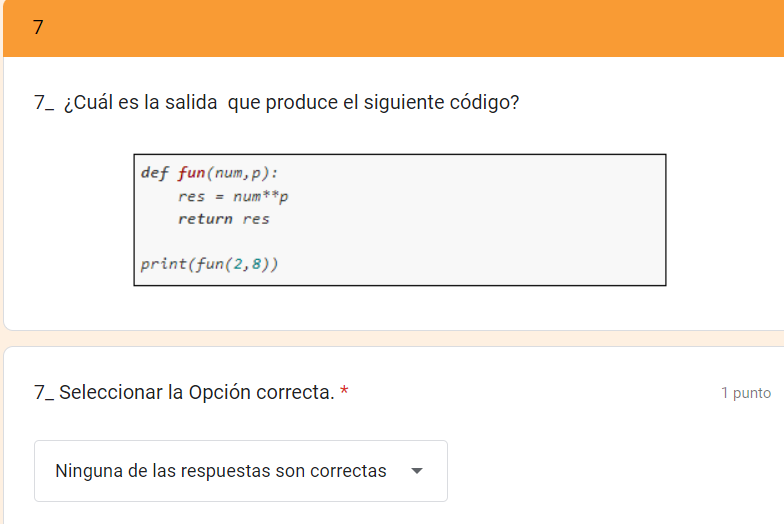 7
7_ ¿Cuál es la salida que produce el siguiente código?
def fun(num,p):
    res = num**p
    return res
print(fun(2,8))
7_ Seleccionar la Opción correcta. *
1 punto
Ninguna de las respuestas son correctas